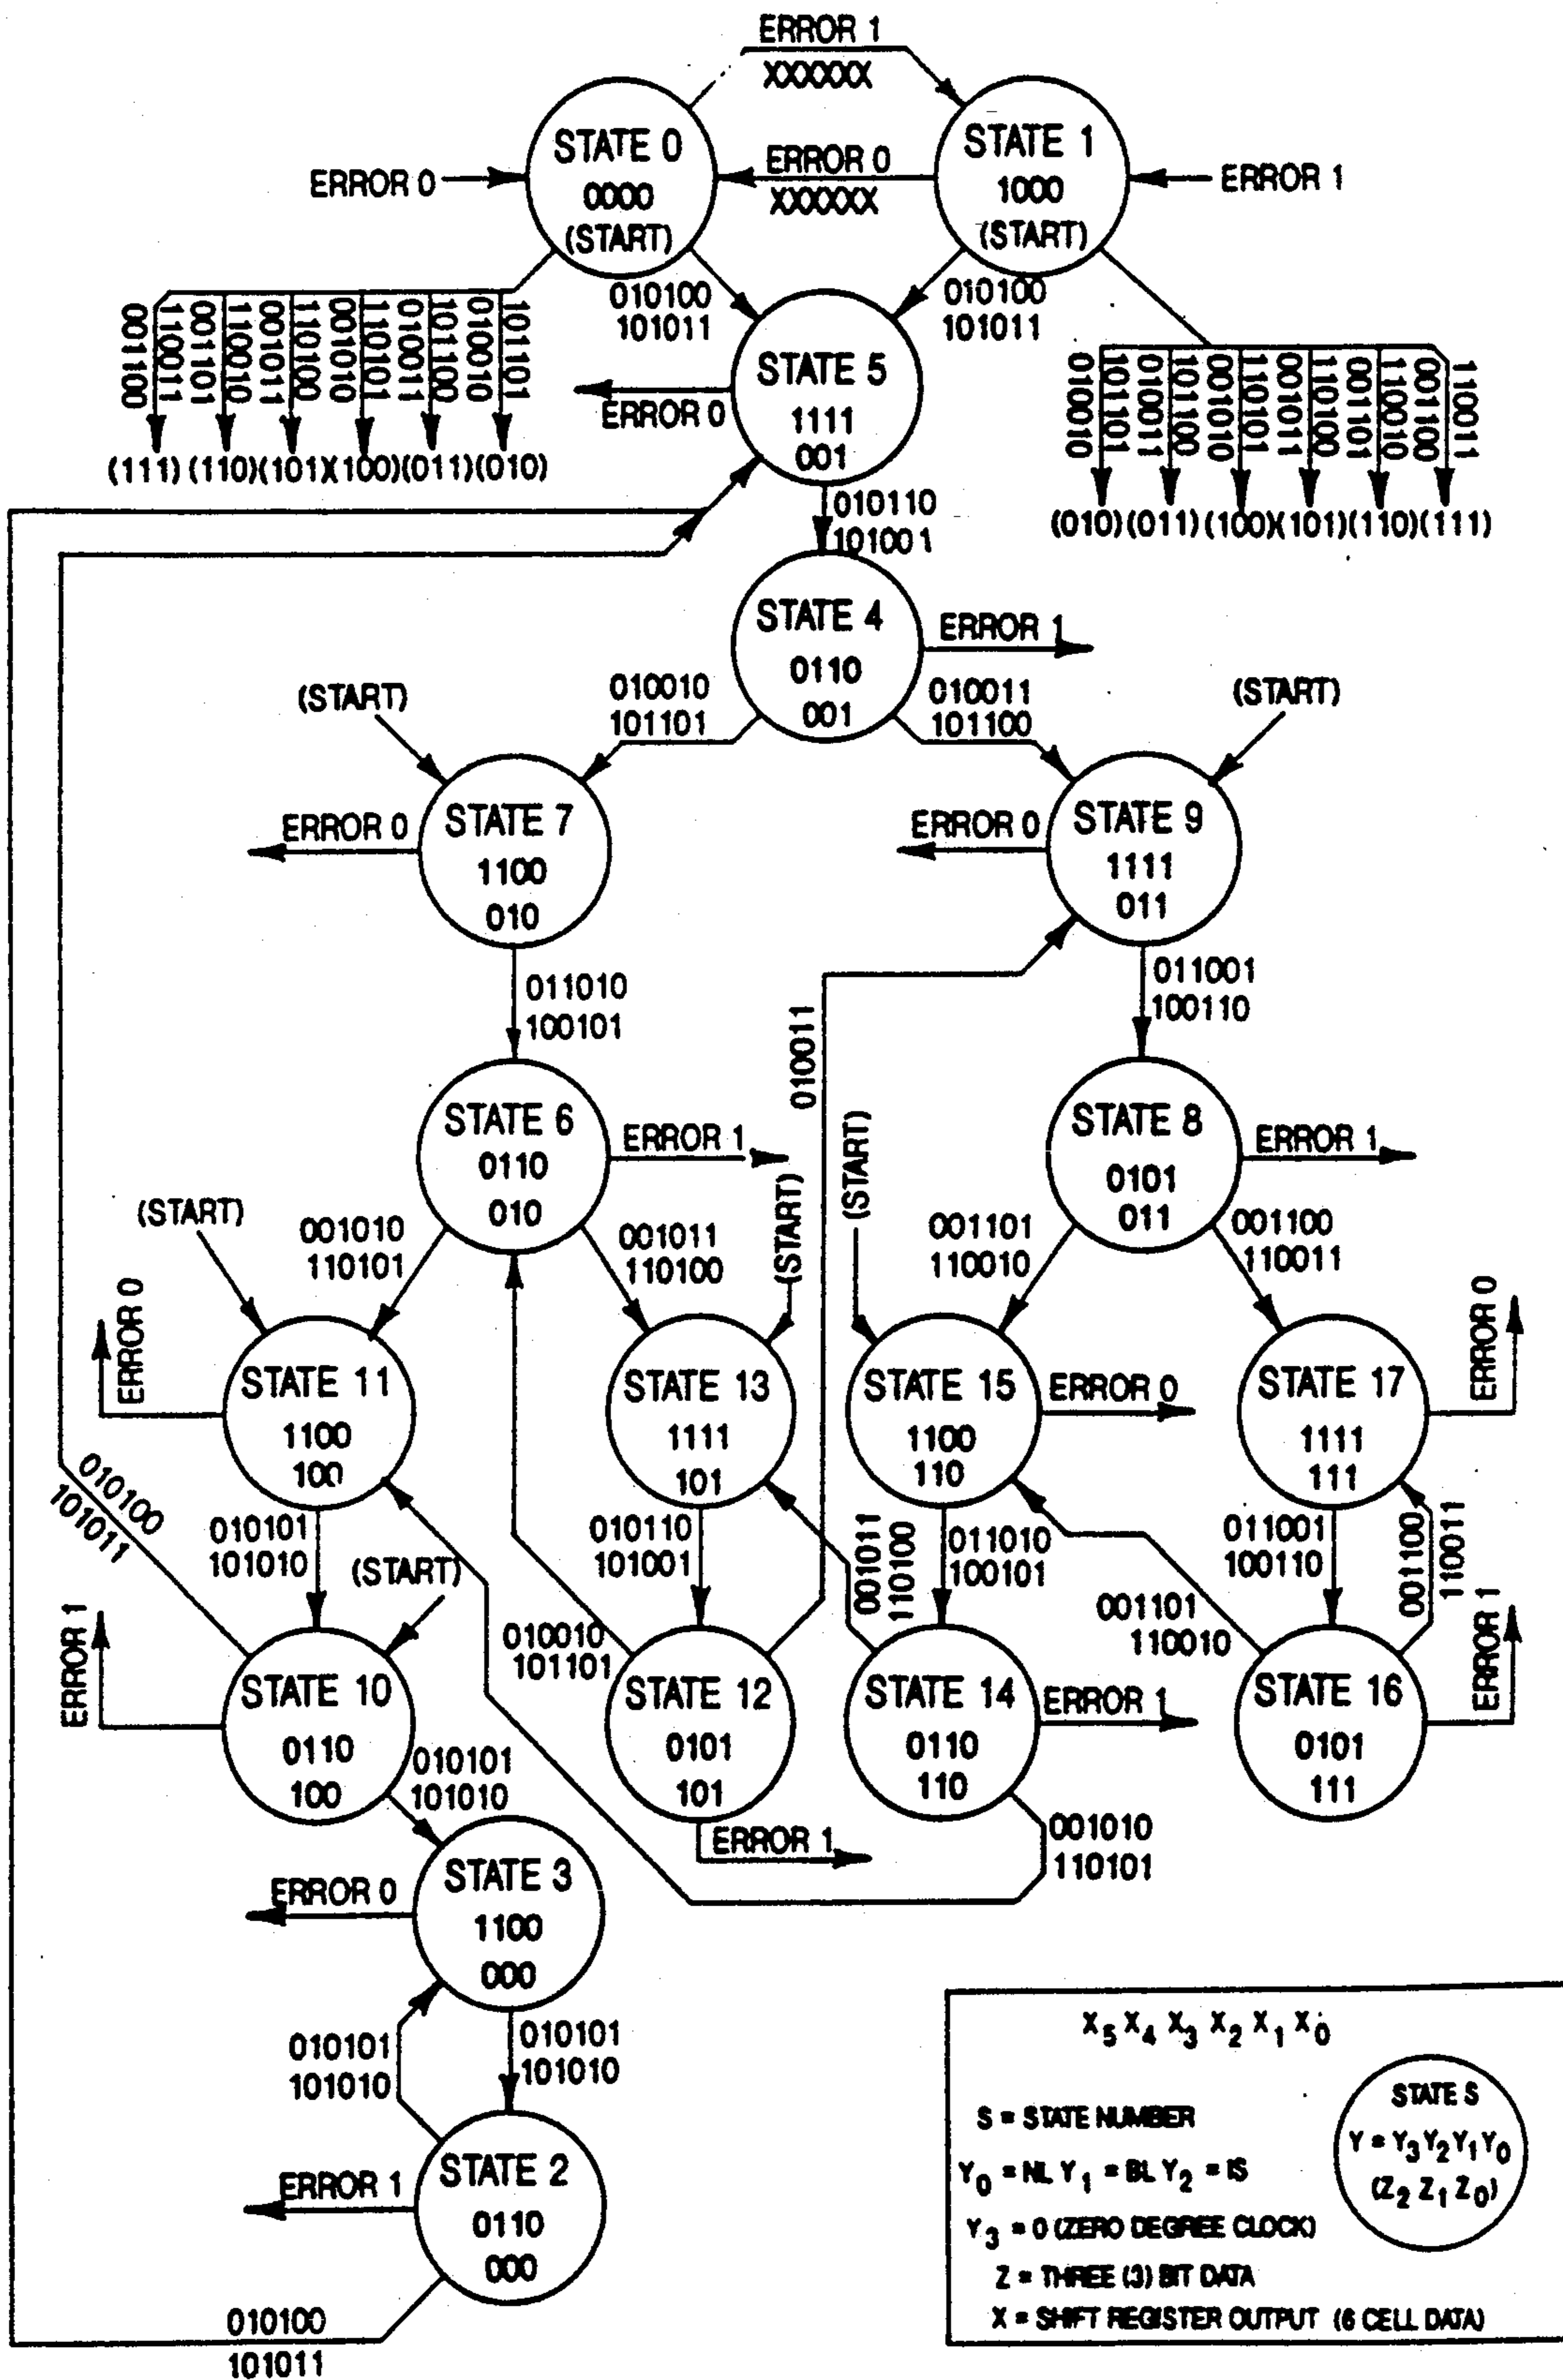 ERROR 1
XXXXXX
STATE 0
0000
(START)
STATE 1
1000
(START)
ERROR 0
XXXXXX
ERROR 0
ERROR 1
001100
110011
001101
110010
001011
110100
001010
110101
010011
101100
010010
101101
(111) (110) (101) (100) (011) (010)
010100
101011
010100
101011
010010
101101
010011
101100
001010
110101
001011
110100
001101
110010
001100
110011
(010) (011) (100) (101) (110) (111)
STATE 5
1111
001
ERROR 0
010110
101001
STATE 4
0110
001
ERROR 1
010010
101101
010011
101100
(START)
(START)
STATE 7
1100
010
ERROR 0
STATE 9
1111
011
ERROR 0
011010
100101
010011
011001
100110
STATE 6
0110
010
ERROR 1
STATE 8
0101
011
ERROR 1
(START)
001010
110101
001011
110100
(START)
(START)
001101
110010
001100
110011
ERROR 0
STATE 11
1100
100
STATE 13
1111
101
STATE 15
1100
110
ERROR 0
STATE 17
1111
111
ERROR 0
010100
101011
010101
101010
(START)
010110
101001
001011
110100
011010
100101
011001
100110
001100
110011
001101
110010
010010
101101
ERROR 1
STATE 10
0110
100
STATE 12
0101
101
STATE 14
0110
110
ERROR 1
STATE 16
0101
111
ERROR 1
010101
101010
ERROR 1
001010
110101
STATE 3
1100
000
ERROR 0
010101
101010
010101
101010
STATE 2
0110
000
ERROR 1
010100
101011
X5 X4 X3 X2 X1 X0
S = STATE NUMBER
Y0 = NL Y1 = BL Y2 = IS
Y3 = 0 (ZERO DEGREE CLOCK)
Z = THREE (3) BIT DATA
X = SHIFT REGISTER OUTPUT (6 CELL DATA)
STATE S
Y = Y3Y2Y1Y0
(Z2 Z1 Z0)